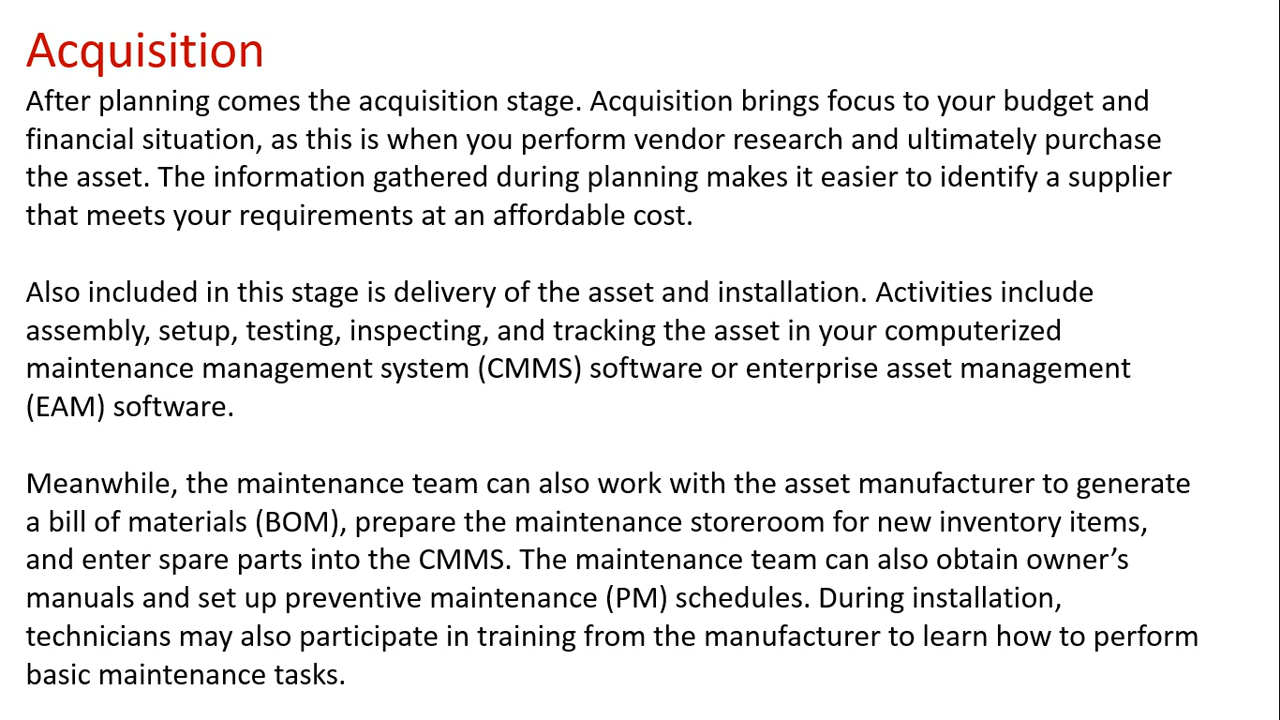 Acquisition
After planning comes the acquisition stage. Acquisition brings focus to your budget and
financial situation, as this is when you perform vendor research and ultimately purchase
the asset. The information gathered during planning makes it easier to identify a supplier
that meets your requirements at an affordable cost.
Also included in this stage is delivery of the asset and installation. Activities include
assembly, setup, testing, inspecting, and tracking the asset in your computerized
maintenance management system (CMMS) software or enterprise asset management
(EAM) software.
Meanwhile, the maintenance team can also work with the asset manufacturer to generate
a bill of materials (BOM), prepare the maintenance storeroom for new inventory items,
and enter spare parts into the CMMS. The maintenance team can also obtain owner’s
manuals and set up preventive maintenance (PM) schedules. During installation,
technicians may also participate in training from the manufacturer to learn how to perform
basic maintenance tasks.